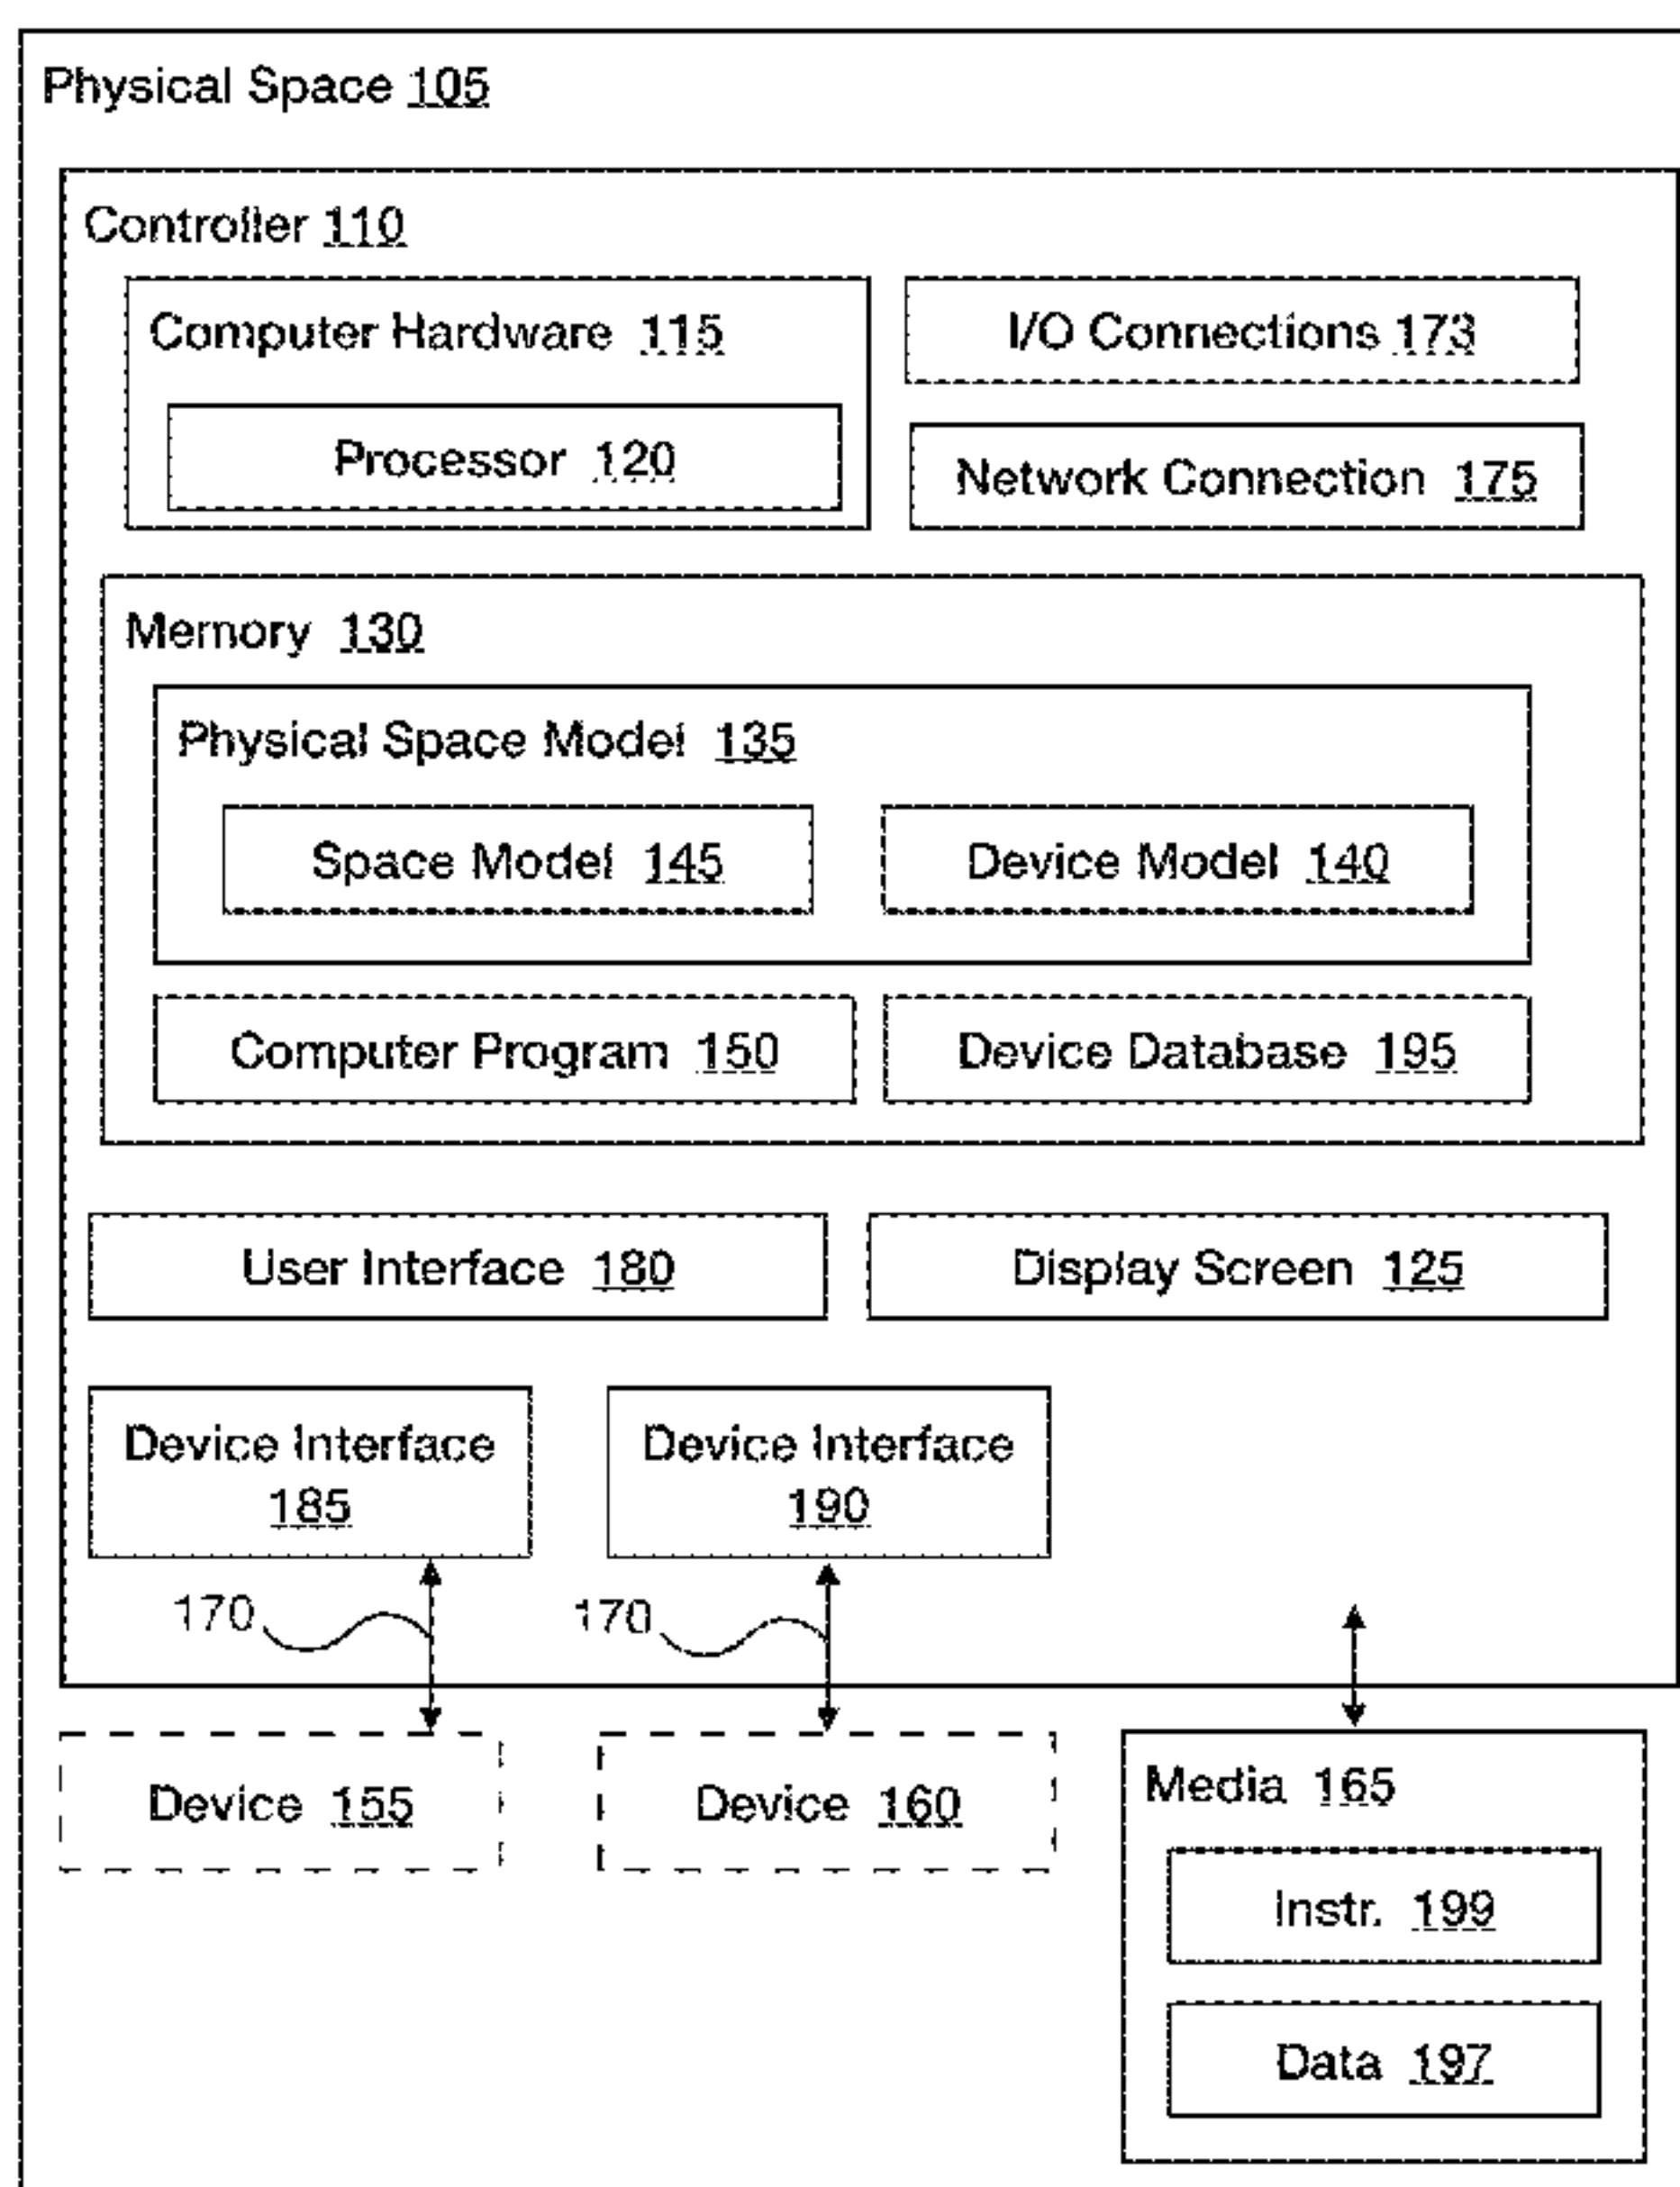 Physical Space 105
Controller 110
Computer Hardware 115
I/O Connections 173
Processor 120
Network Connection 175
Memory 130
Physical Space Model 135
Space Model 145
Device Model 140
Computer Program 150
Device Database 195
User Interface 180
Display Screen 125
Device Interface
185
Device Interface
190
170
170
Device 155
Device 160
Media 165
Instr. 199
Data 197